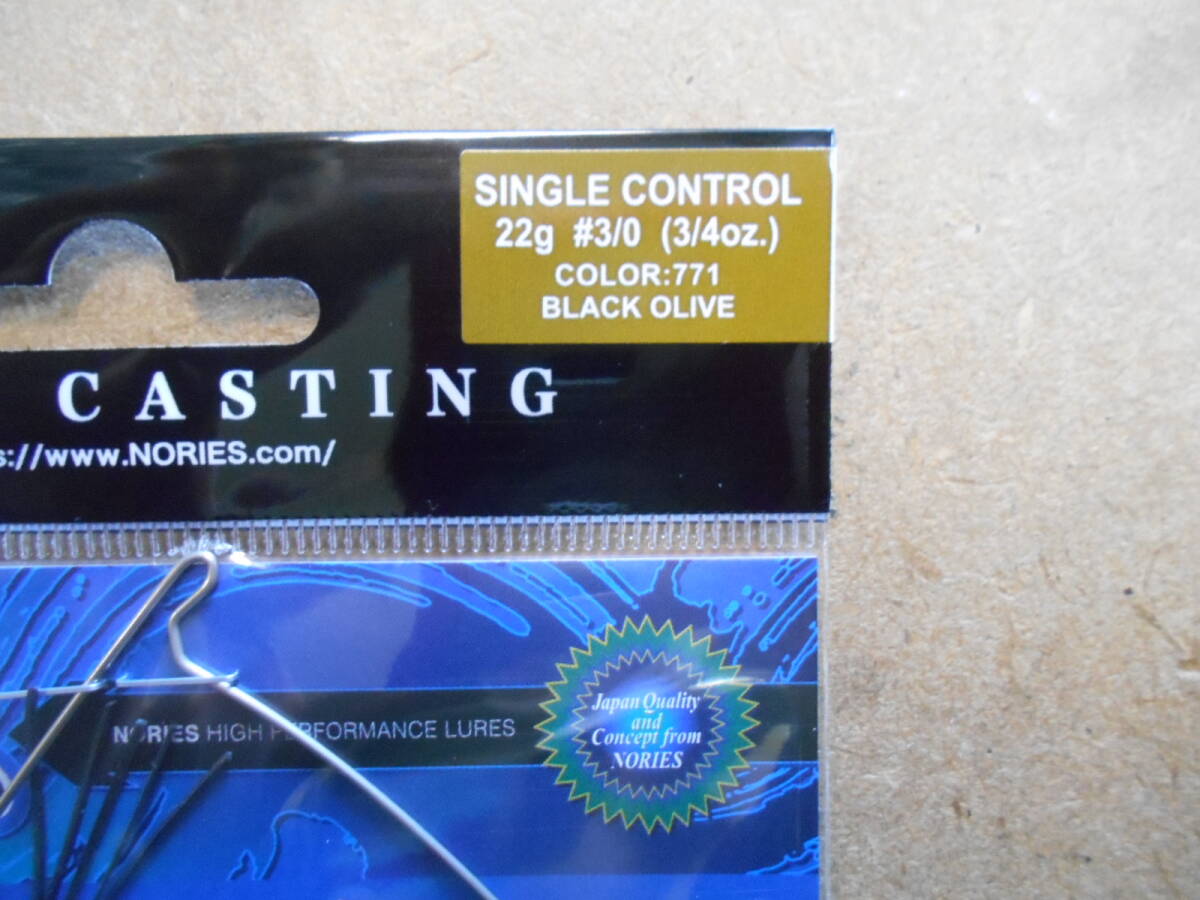 SINGLE CONTROL
22g #3/0 (3/4oz.)
COLOR:771
BLACK OLIVE
CASTING
s://www.NORIES.com/
NORIES HIGH PERFORMANCE LURES
Japan Quality
and
Concept from
NORIES